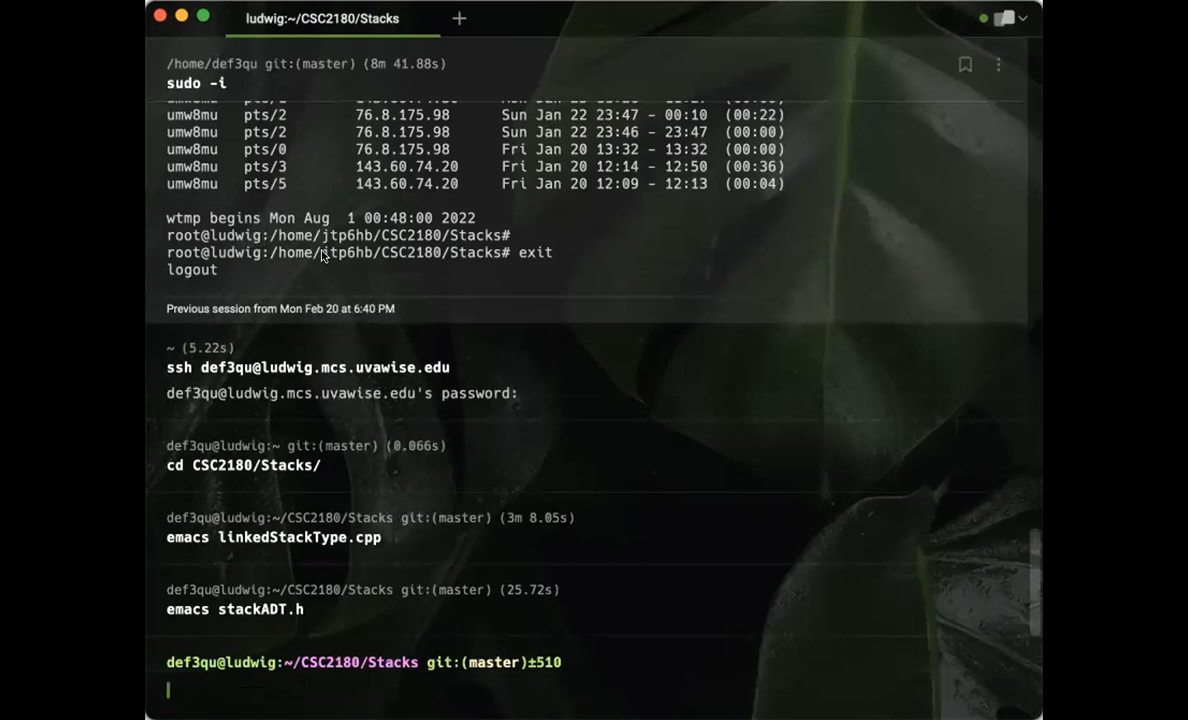 ludwig:~/CSC2180/Stacks
/home/def3qu git:(master) (8m 41.88s)
sudo -i
umw8mu pts/2 76.8.175.98 Sun Jan 22 23:47 - 00:10 (00:22)
umw8mu pts/2 76.8.175.98 Sun Jan 22 23:46 - 23:47 (00:00)
umw8mu pts/0 76.8.175.98 Fri Jan 20 13:32 - 13:32 (00:00)
umw8mu pts/3 143.60.74.20 Fri Jan 20 12:14 - 12:50 (00:36)
umw8mu pts/5 143.60.74.20 Fri Jan 20 12:09 - 12:13 (00:04)
wtmp begins Mon Aug 1 00:48:00 2022
root@ludwig:/home/jtp6hb/CSC2180/Stacks#
root@ludwig:/home/jtp6hb/CSC2180/Stacks# exit
logout
Previous session from Mon Feb 20 at 6:40 PM
~ (5.22s)
ssh def3qu@ludwig.mcs.uvawise.edu
def3qu@ludwig.mcs.uvawise.edu's password:
def3qu@ludwig:~ git:(master) (0.066s)
cd CSC2180/Stacks/
def3qu@ludwig:~/CSC2180/Stacks git:(master) (3m 8.05s)
emacs linkedStackType.cpp
def3qu@ludwig:~/CSC2180/Stacks git:(master) (25.72s)
emacs stackADT.h
def3qu@ludwig:~/CSC2180/Stacks git:(master)±510